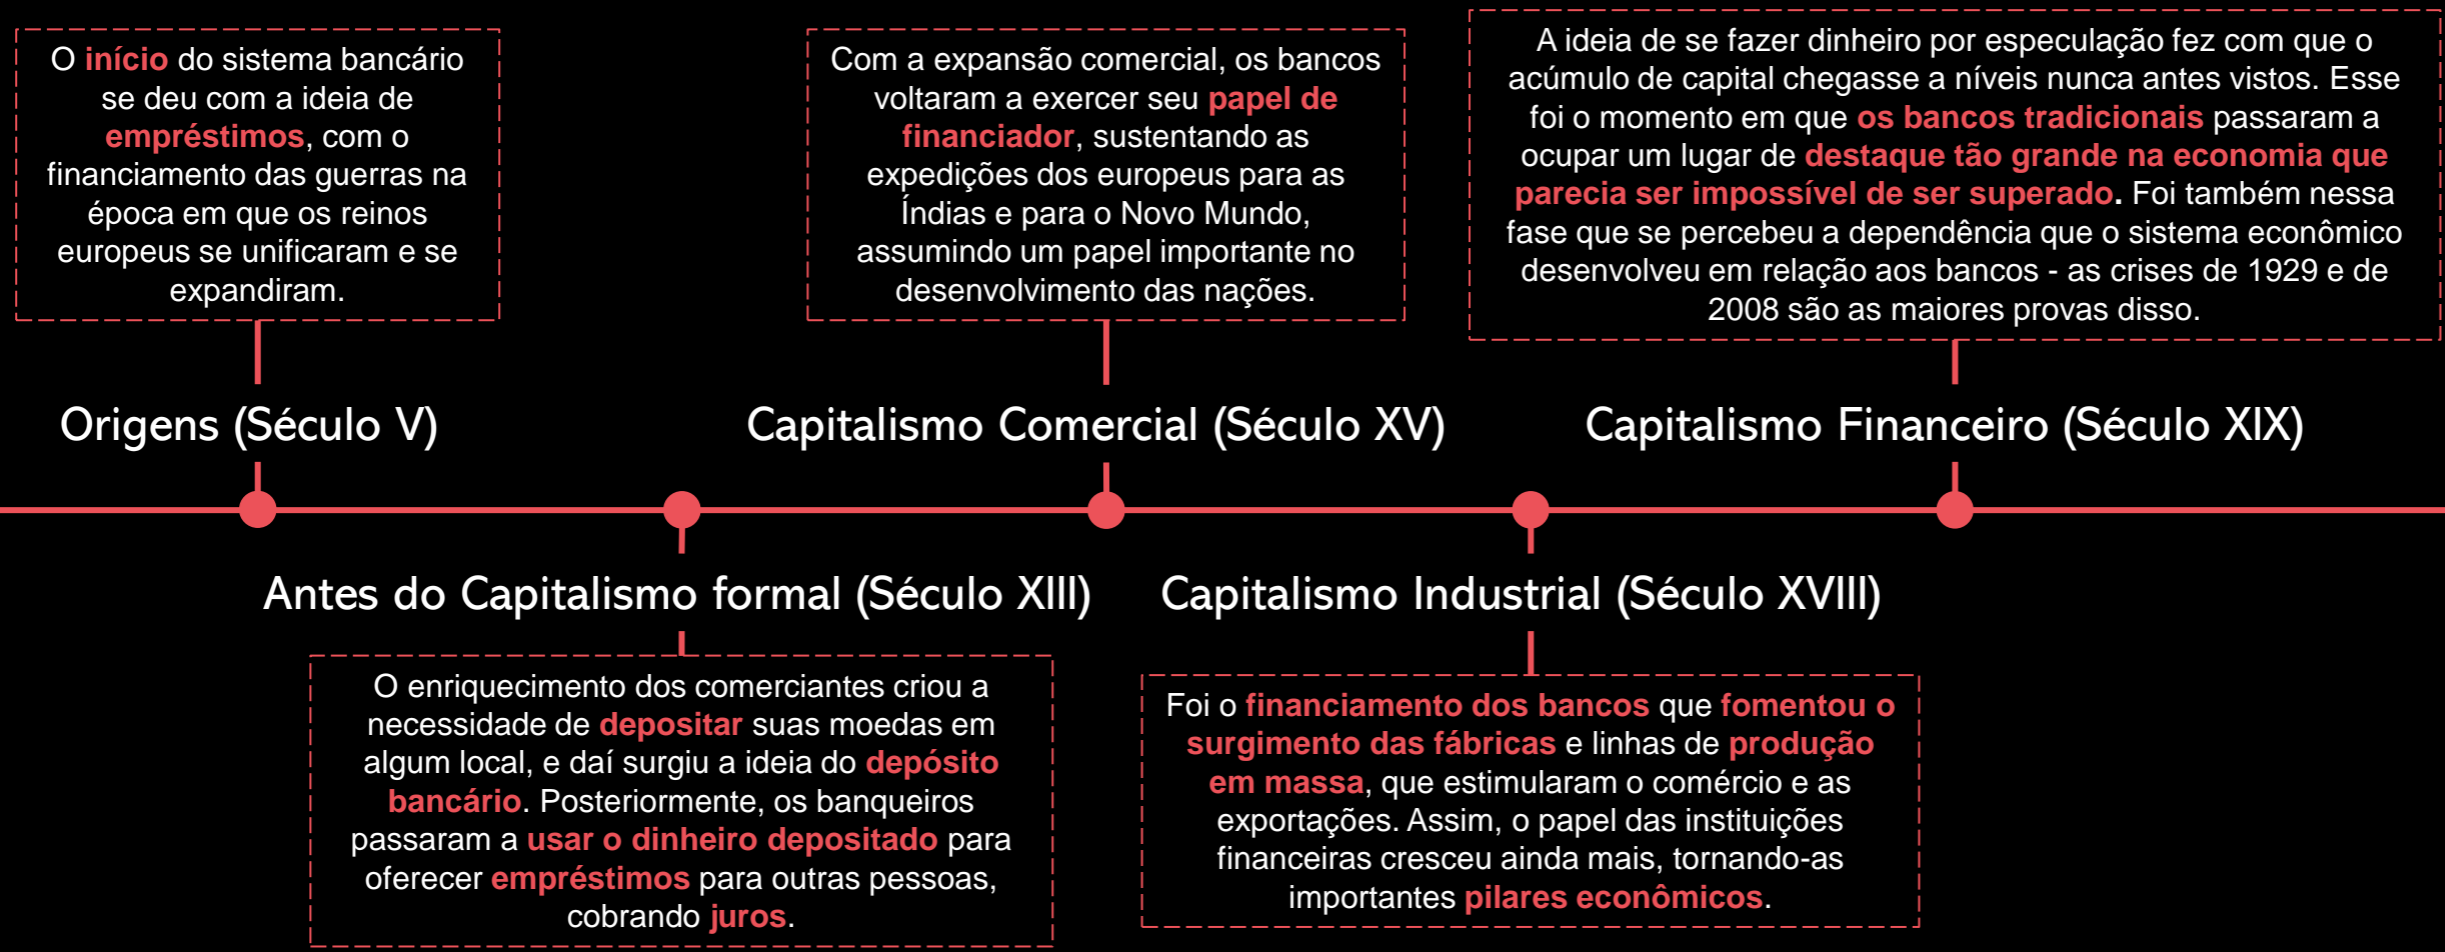 O início do sistema bancário
se deu com a ideia de
empréstimos, com o
financiamento das guerras na
época em que os reinos
europeus se unificaram e se
expandiram.
Origens (Século V)
O enriquecimento dos comerciantes criou a
necessidade de depositar suas moedas em
algum local, e daí surgiu a ideia do depósito
bancário. Posteriormente, os banqueiros
passaram a usar o dinheiro depositado para
oferecer empréstimos para outras pessoas,
cobrando juros.
Antes do Capitalismo formal (Século XIII)
Com a expansão comercial, os bancos
voltaram a exercer seu papel de
financiador, sustentando as
expedições dos europeus para as
Índias e para o Novo Mundo,
assumindo um papel importante no
desenvolvimento das nações.
Capitalismo Comercial (Século XV)
Capitalismo Industrial (Século XVIII)
Foi o financiamento dos bancos que fomentou o
surgimento das fábricas e linhas de produção
em massa, que estimularam o comércio e as
exportações. Assim, o papel das instituições
financeiras cresceu ainda mais, tornando-as
importantes pilares econômicos.
A ideia de se fazer dinheiro por especulação fez com que o
acúmulo de capital chegasse a níveis nunca antes vistos. Esse
foi o momento em que os bancos tradicionais passaram a
ocupar um lugar de destaque tão grande na economia que
parecia ser impossível de ser superado. Foi também nessa
fase que se percebeu a dependência que o sistema econômico
desenvolveu em relação aos bancos - as crises de 1929 e de
2008 são as maiores provas disso.
Capitalismo Financeiro (Século XIX)